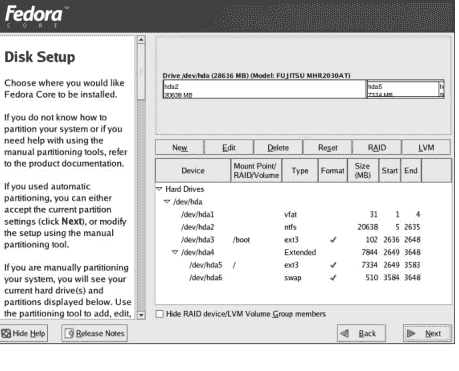 Fedora
CORE
Disk Setup
Choose where you would like
Fedora Core to be installed.
If you do not know how to
partition your system or if you
need help with using the
manual partitioning tools, refer
to the product documentation.
If you used automatic
partitioning, you can either
accept the current partition
settings (click Next), or modify
the setup using the manual
partitioning tool.
If you are manually partitioning
your system, you will see your
current hard drive(s) and
partitions displayed below. Use
the partitioning tool to add, edit,
Drive /dev/hda (28616 MB) (Model: FUJITSU MHR2030AT)
hda2 hda5
20638 MB 7334 MB
New Edit Delete Reset RAID LVM
Device Mount Point/ RAID/Volume Type Format Size (MB) Start End
Hard Drives
/dev/hda
/dev/hda1 vfat 31 1 4
/dev/hda2 ntfs 20638 5 2635
/dev/hda3 /boot ext3 ✓ 102 2636 2648
/dev/hda4 Extended 7844 2649 3648
/dev/hda5 / ext3 ✓ 7334 2649 3583
/dev/hda6 swap ✓ 510 3584 3648
Hide RAID device/LVM Volume Group members
Hide Help Release Notes Back Next